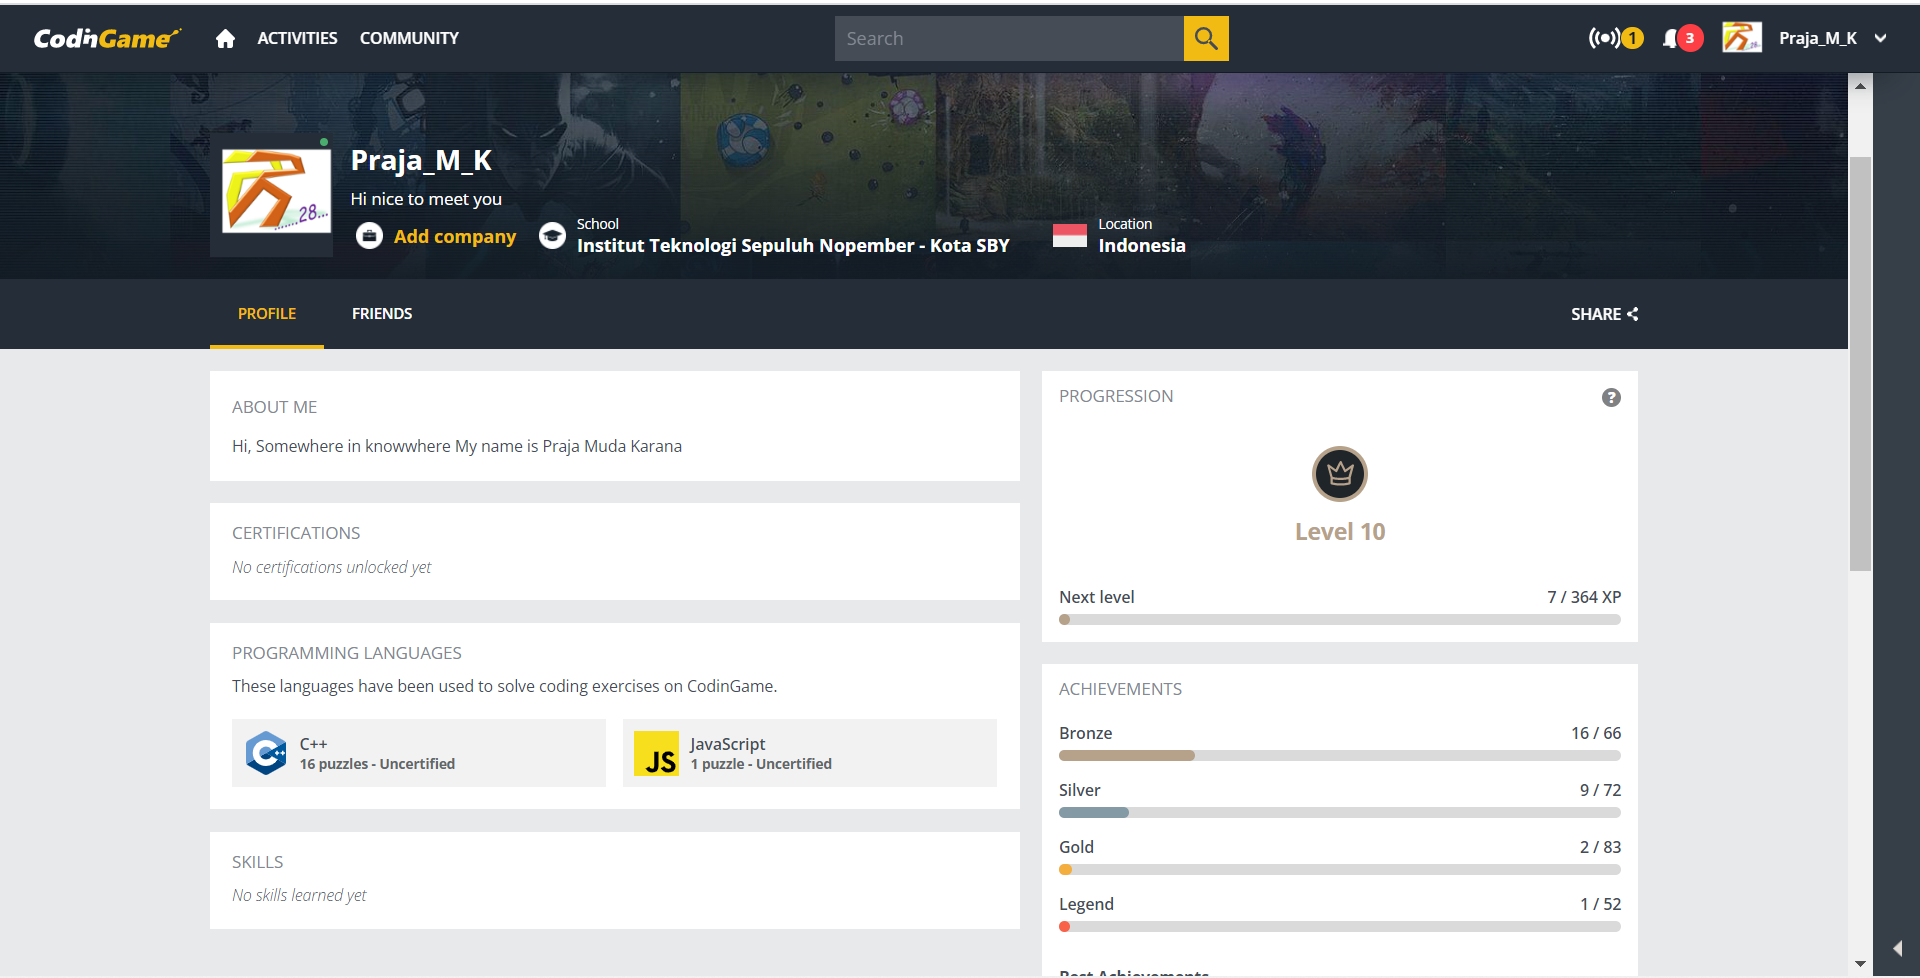 CodinGame
ACTIVITIES
COMMUNITY
Search
1
3
Praja_M_K
28...
Praja_M_K
Hi nice to meet you
Add company
School
Institut Teknologi Sepuluh Nopember - Kota SBY
Location
Indonesia
PROFILE
FRIENDS
SHARE
ABOUT ME
Hi, Somewhere in knowwhere My name is Praja Muda Karana
CERTIFICATIONS
No certifications unlocked yet
PROGRAMMING LANGUAGES
These languages have been used to solve coding exercises on CodinGame.
C++
16 puzzles - Uncertified
JS
JavaScript
1 puzzle - Uncertified
SKILLS
No skills learned yet
PROGRESSION
?
Level 10
Next level
7 / 364 XP
ACHIEVEMENTS
Bronze
16 / 66
Silver
9 / 72
Gold
2 / 83
Legend
1 / 52
Best Achievements